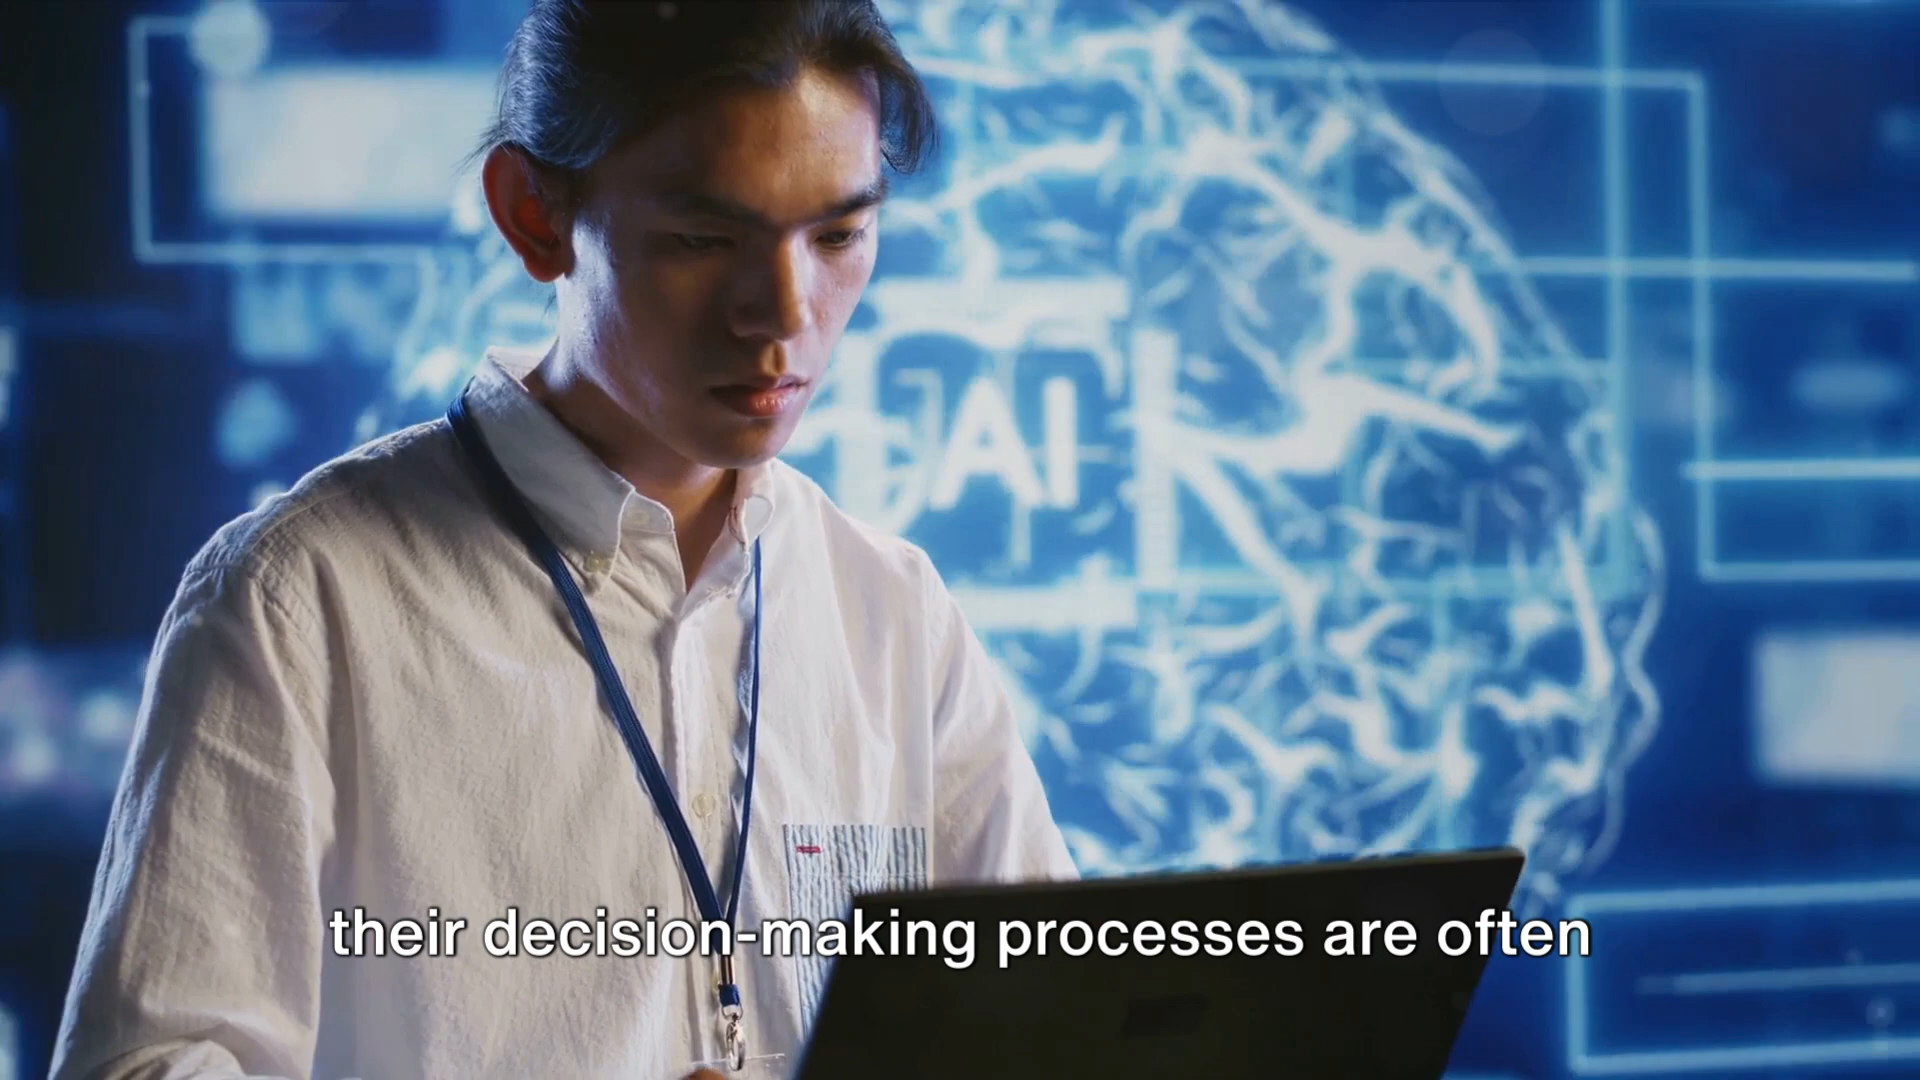 AI
their decision-making processes are often